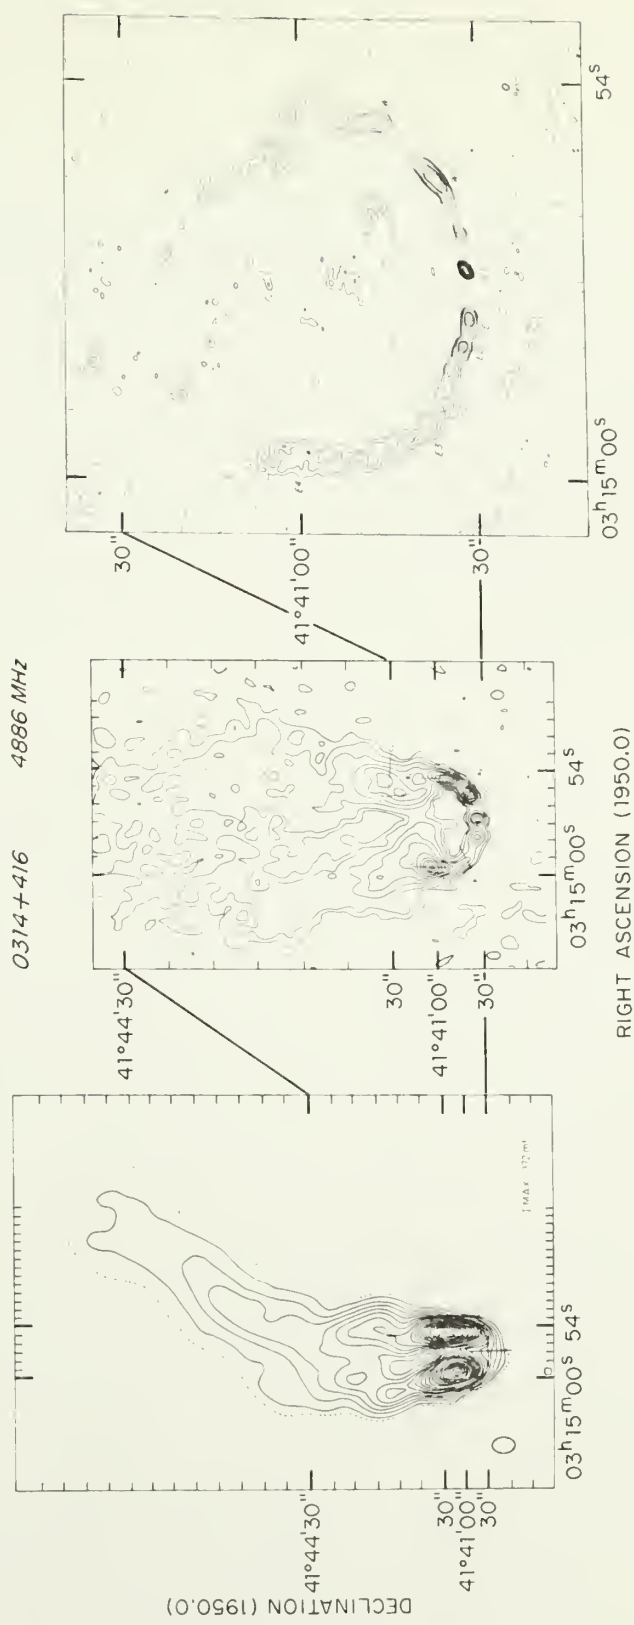 0314+416 4886 MHz
DECLINATION (1950.0)
41°44'30"
30"
41°41'00"
30"
03ʰ15ᵐ00ˢ 54ˢ
41°44'30"
30"
41°41'00"
30"
03ʰ15ᵐ00ˢ 54ˢ
30"
41°41'00"
30"
03ʰ15ᵐ00ˢ 54ˢ
RIGHT ASCENSION (1950.0)